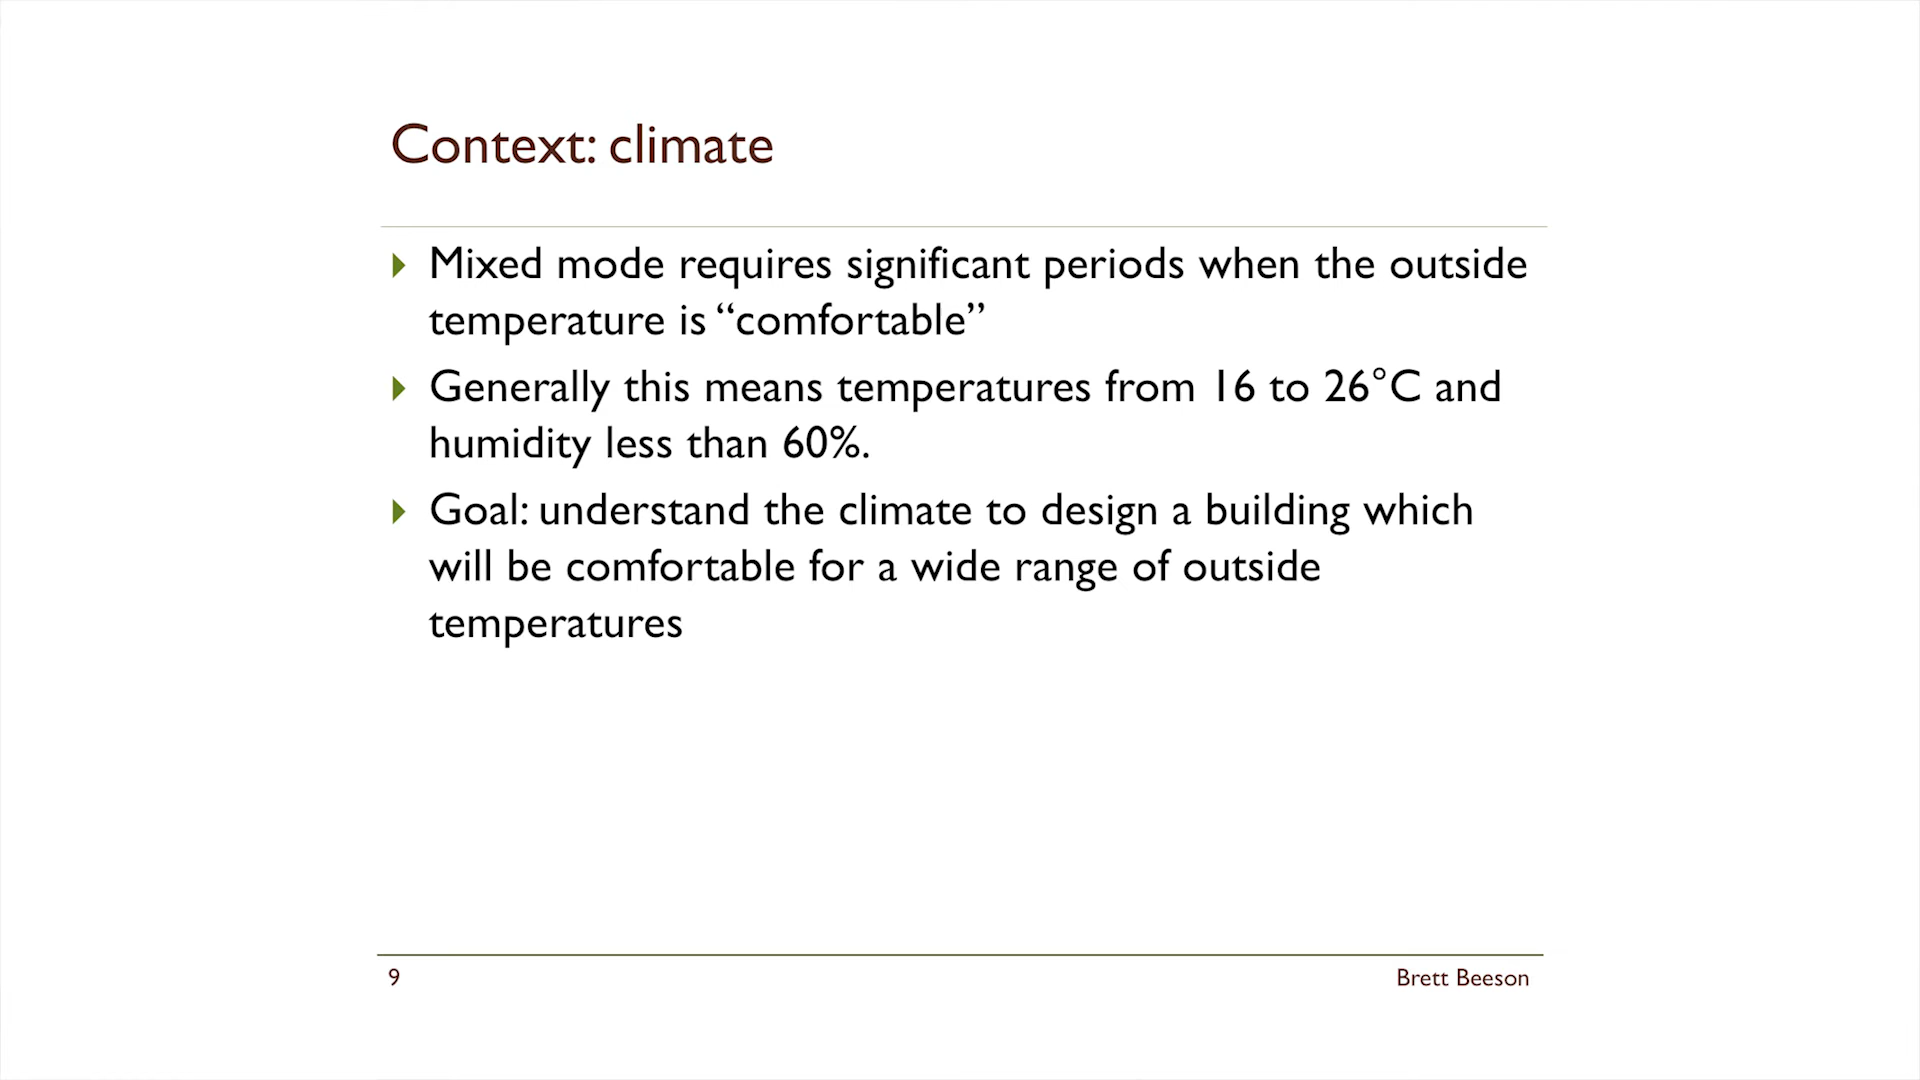 Context: climate
Mixed mode requires significant periods when the outside
temperature is “comfortable”
Generally this means temperatures from 16 to 26°C and
humidity less than 60%.
Goal: understand the climate to design a building which
will be comfortable for a wide range of outside
temperatures
9
Brett Beeson